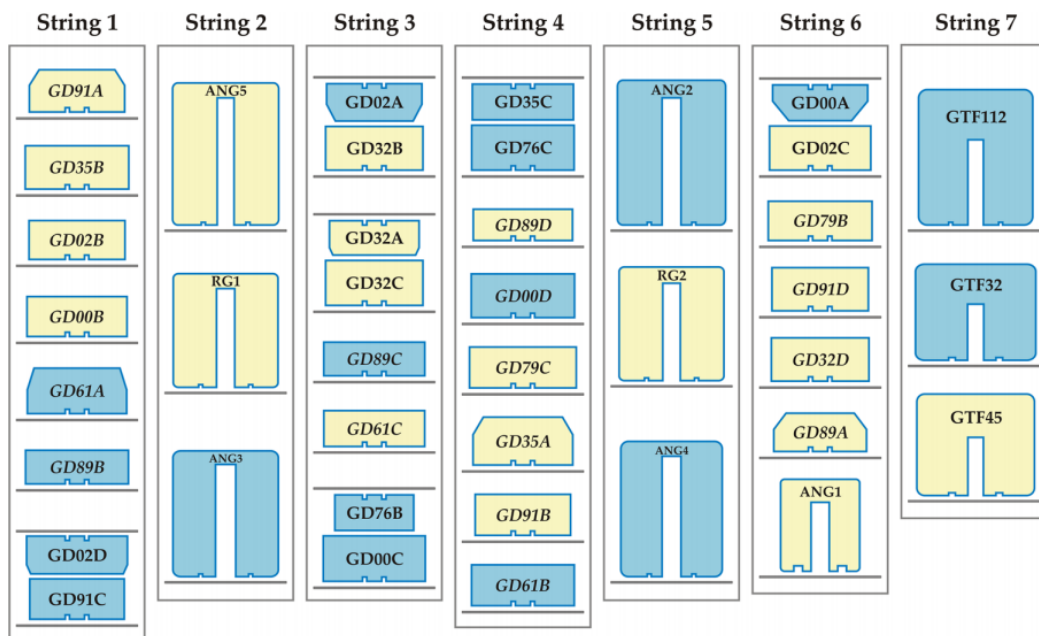 String 1
GD91A
GD35B
GD02B
GD00B
GD61A
GD89B
GD02D
GD91C
String 2
ANG5
RG1
ANG3
String 3
GD02A
GD32B
GD32A
GD32C
GD89C
GD61C
GD76B
GD00C
String 4
GD35C
GD76C
GD89D
GD00D
GD79C
GD35A
GD91B
GD61B
String 5
ANG2
RG2
ANG4
String 6
GD00A
GD02C
GD79B
GD91D
GD32D
GD89A
ANG1
String 7
GTF112
GTF32
GTF45